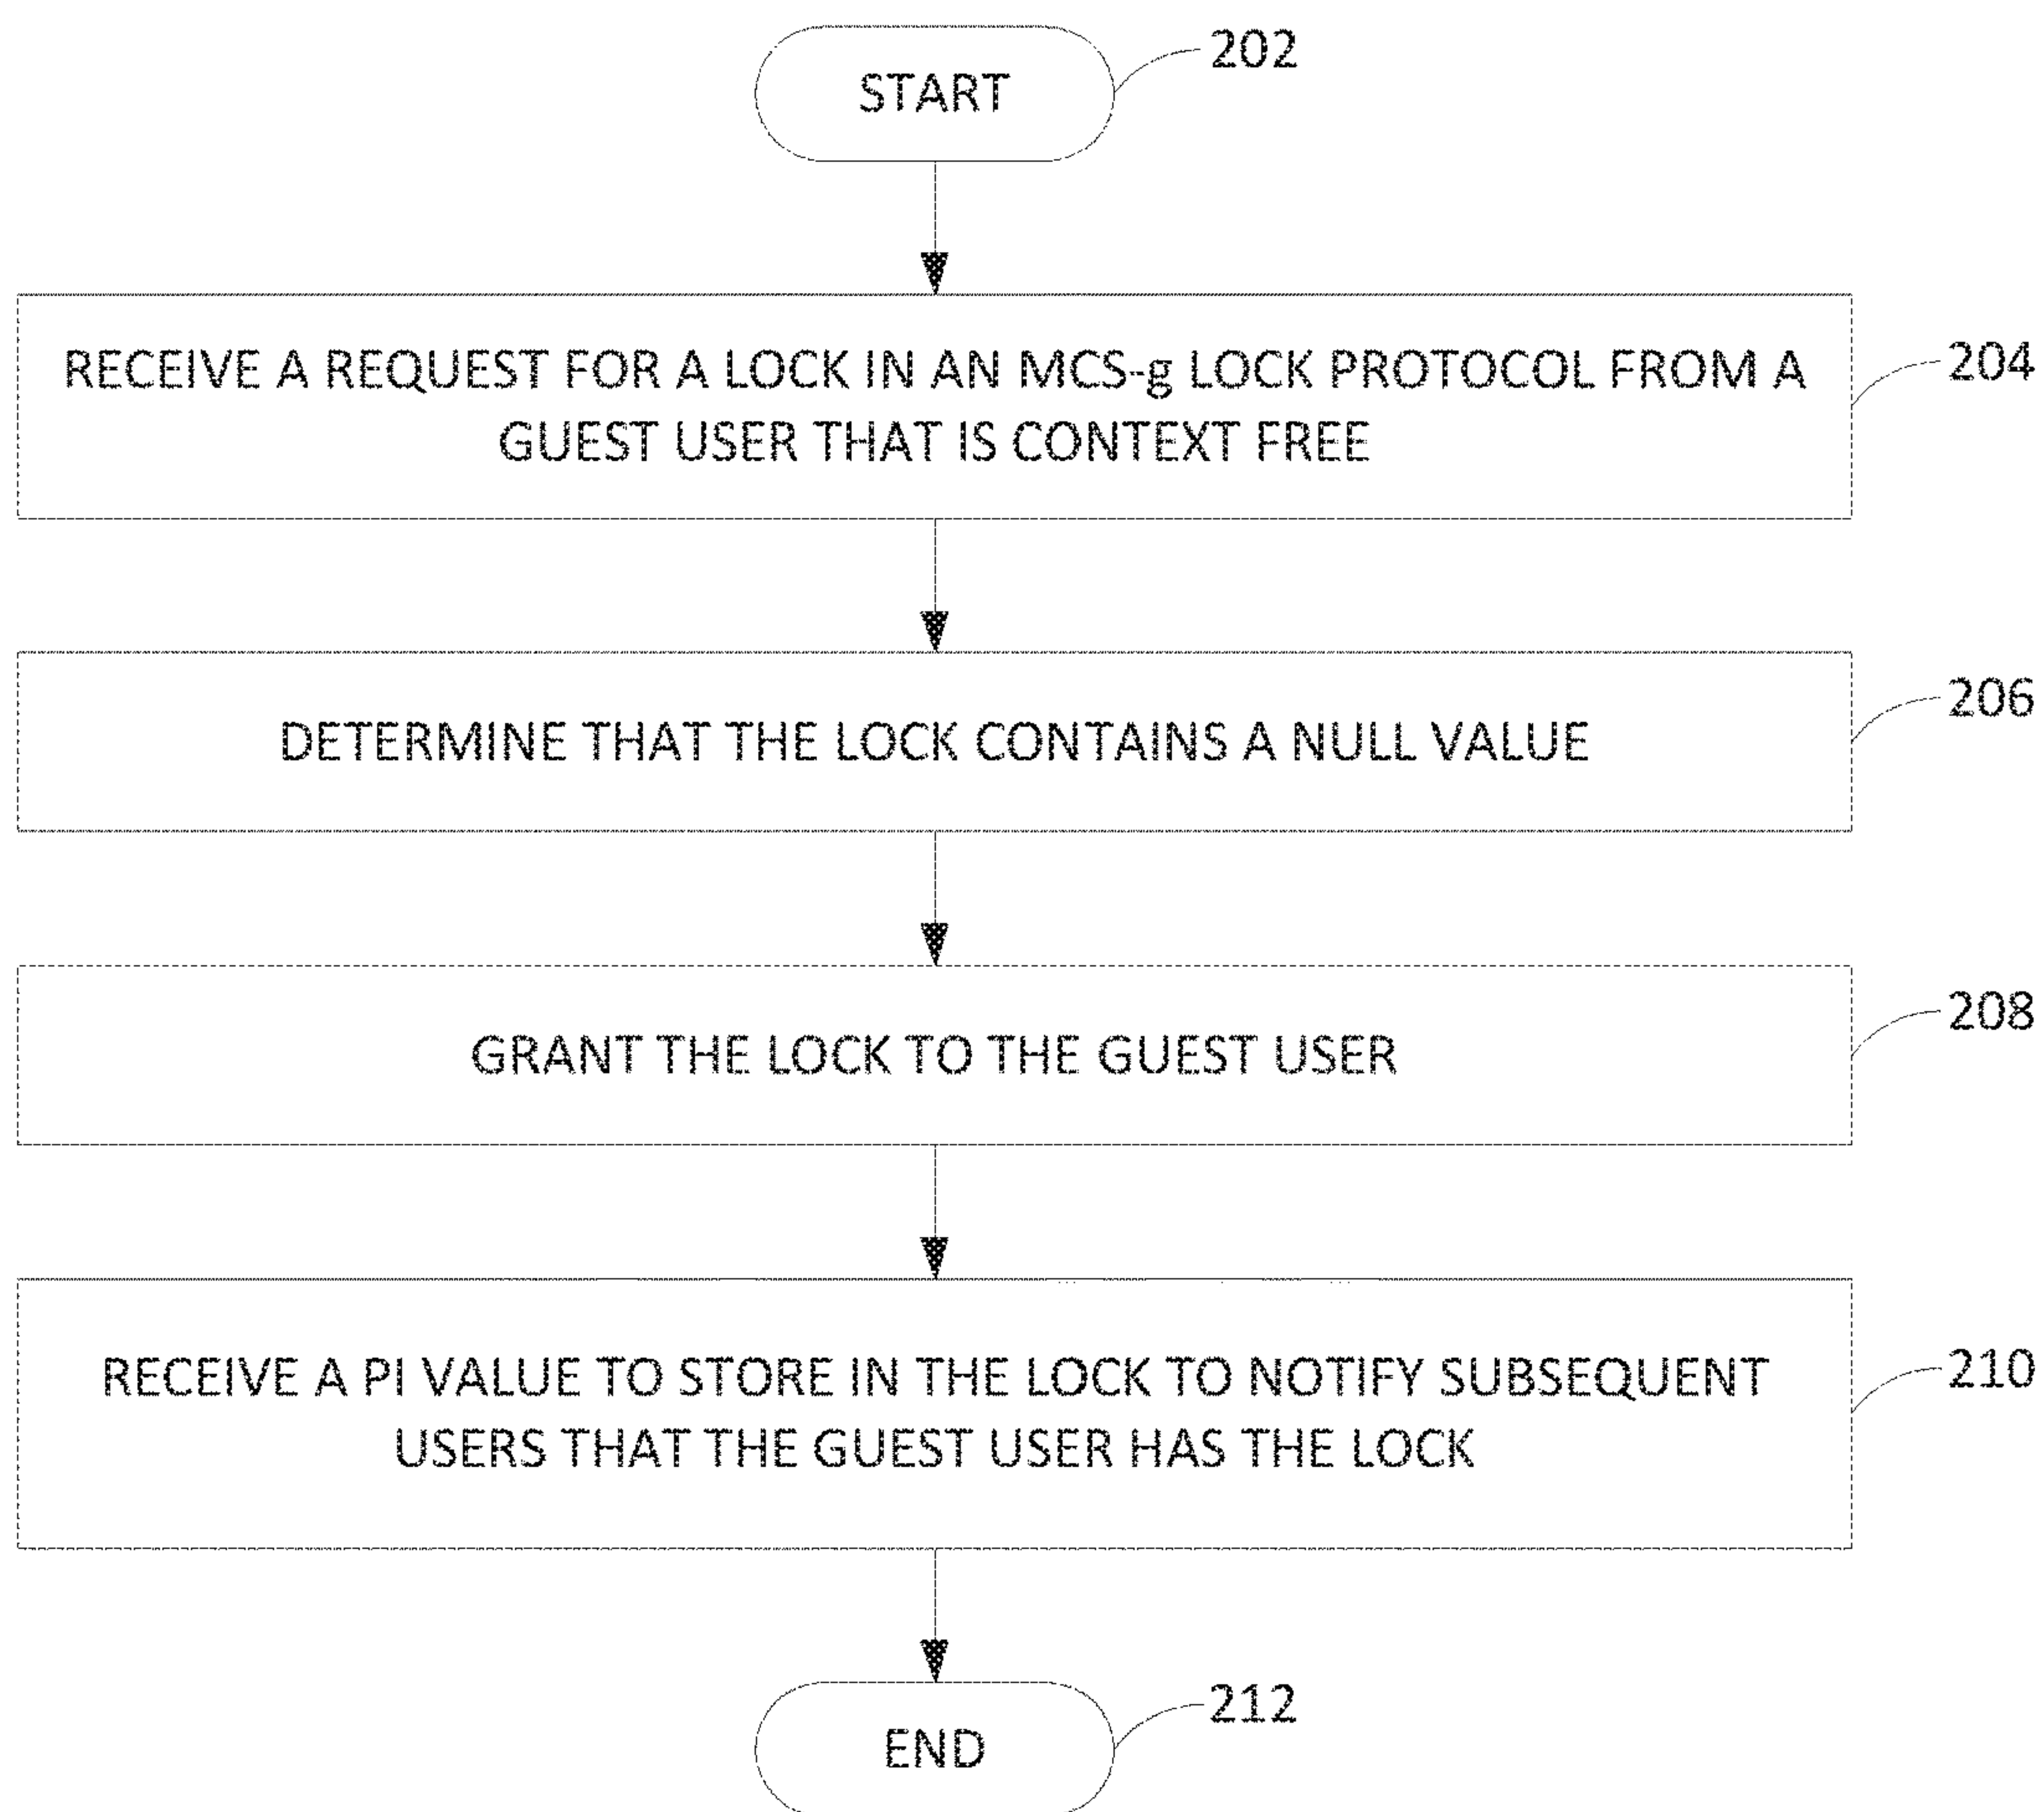 START
202
RECEIVE A REQUEST FOR A LOCK IN AN MCS-g LOCK PROTOCOL FROM A
GUEST USER THAT IS CONTEXT FREE
204
DETERMINE THAT THE LOCK CONTAINS A NULL VALUE
206
GRANT THE LOCK TO THE GUEST USER
208
RECEIVE A PI VALUE TO STORE IN THE LOCK TO NOTIFY SUBSEQUENT
USERS THAT THE GUEST USER HAS THE LOCK
210
END
212